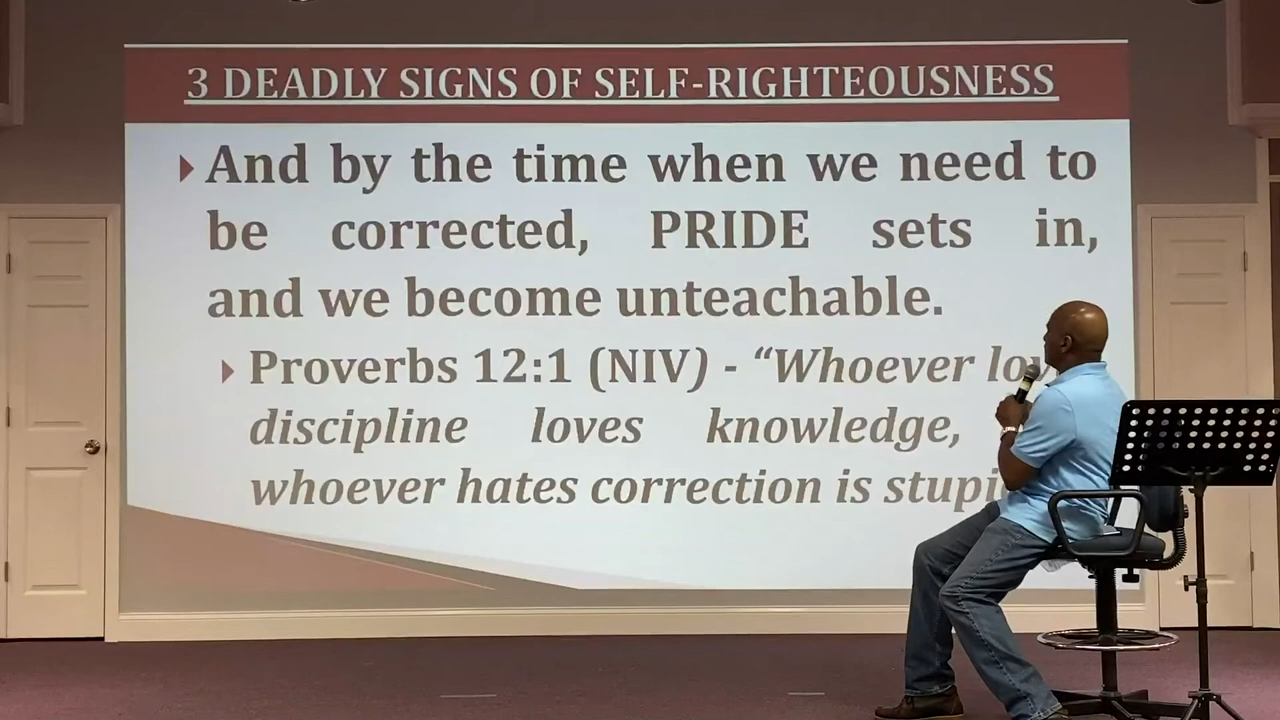 3 DEADLY SIGNS OF SELF-RIGHTEOUSNESS
And by the time when we need to
be corrected, PRIDE sets in,
and we become unteachable.
Proverbs 12:1 (NIV) - “Whoever
discipline loves knowledge,
whoever hates correction is